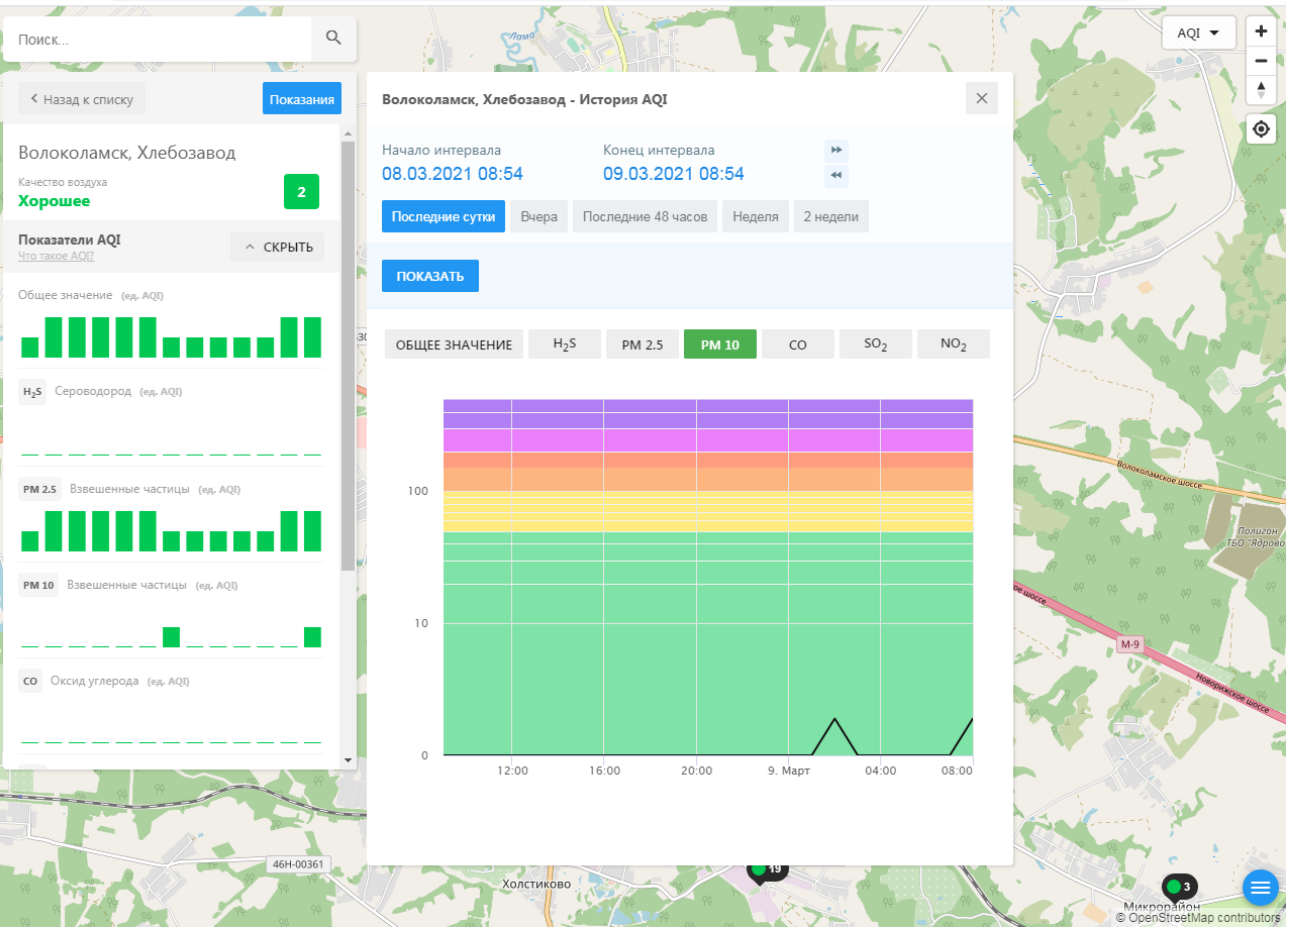 Поиск...
AQI
Назад к списку
Показания
Волоколамск, Хлебозавод
Качество воздуха
Хорошее
2
Показатели AQI
Что такое AQI?
СКРЫТЬ
Общее значение (ед. AQI)
H2S Сероводород (ед. AQI)
PM 2.5 Взвешенные частицы (ед. AQI)
PM 10 Взвешенные частицы (ед. AQI)
CO Оксид углерода (ед. AQI)
Волоколамск, Хлебозавод - История AQI
Начало интервала
Конец интервала
08.03.2021 08:54
09.03.2021 08:54
Последние сутки
Вчера
Последние 48 часов
Неделя
2 недели
ПОКАЗАТЬ
ОБЩЕЕ ЗНАЧЕНИЕ
H2S
PM 2.5
PM 10
CO
SO2
NO2
100
10
0
12:00
16:00
20:00
9. Март
04:00
08:00
Лама
Волоколамское шоссе
Полигон
ТБО "Ядрово
М-9
Новорижское шоссе
46Н-00361
Холстиково
19
3
Микрорайон
© OpenStreetMap contributors